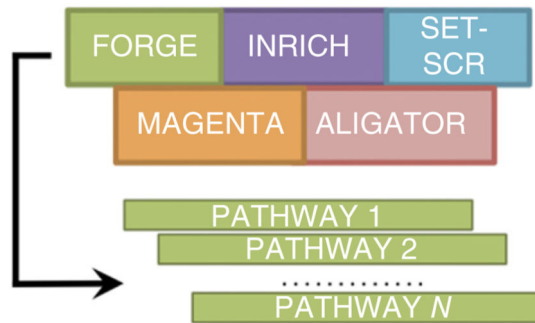 FORGE INRICH SET-
SCR
MAGENTA ALIGATOR
PATHWAY 1
PATHWAY 2
............
PATHWAY N